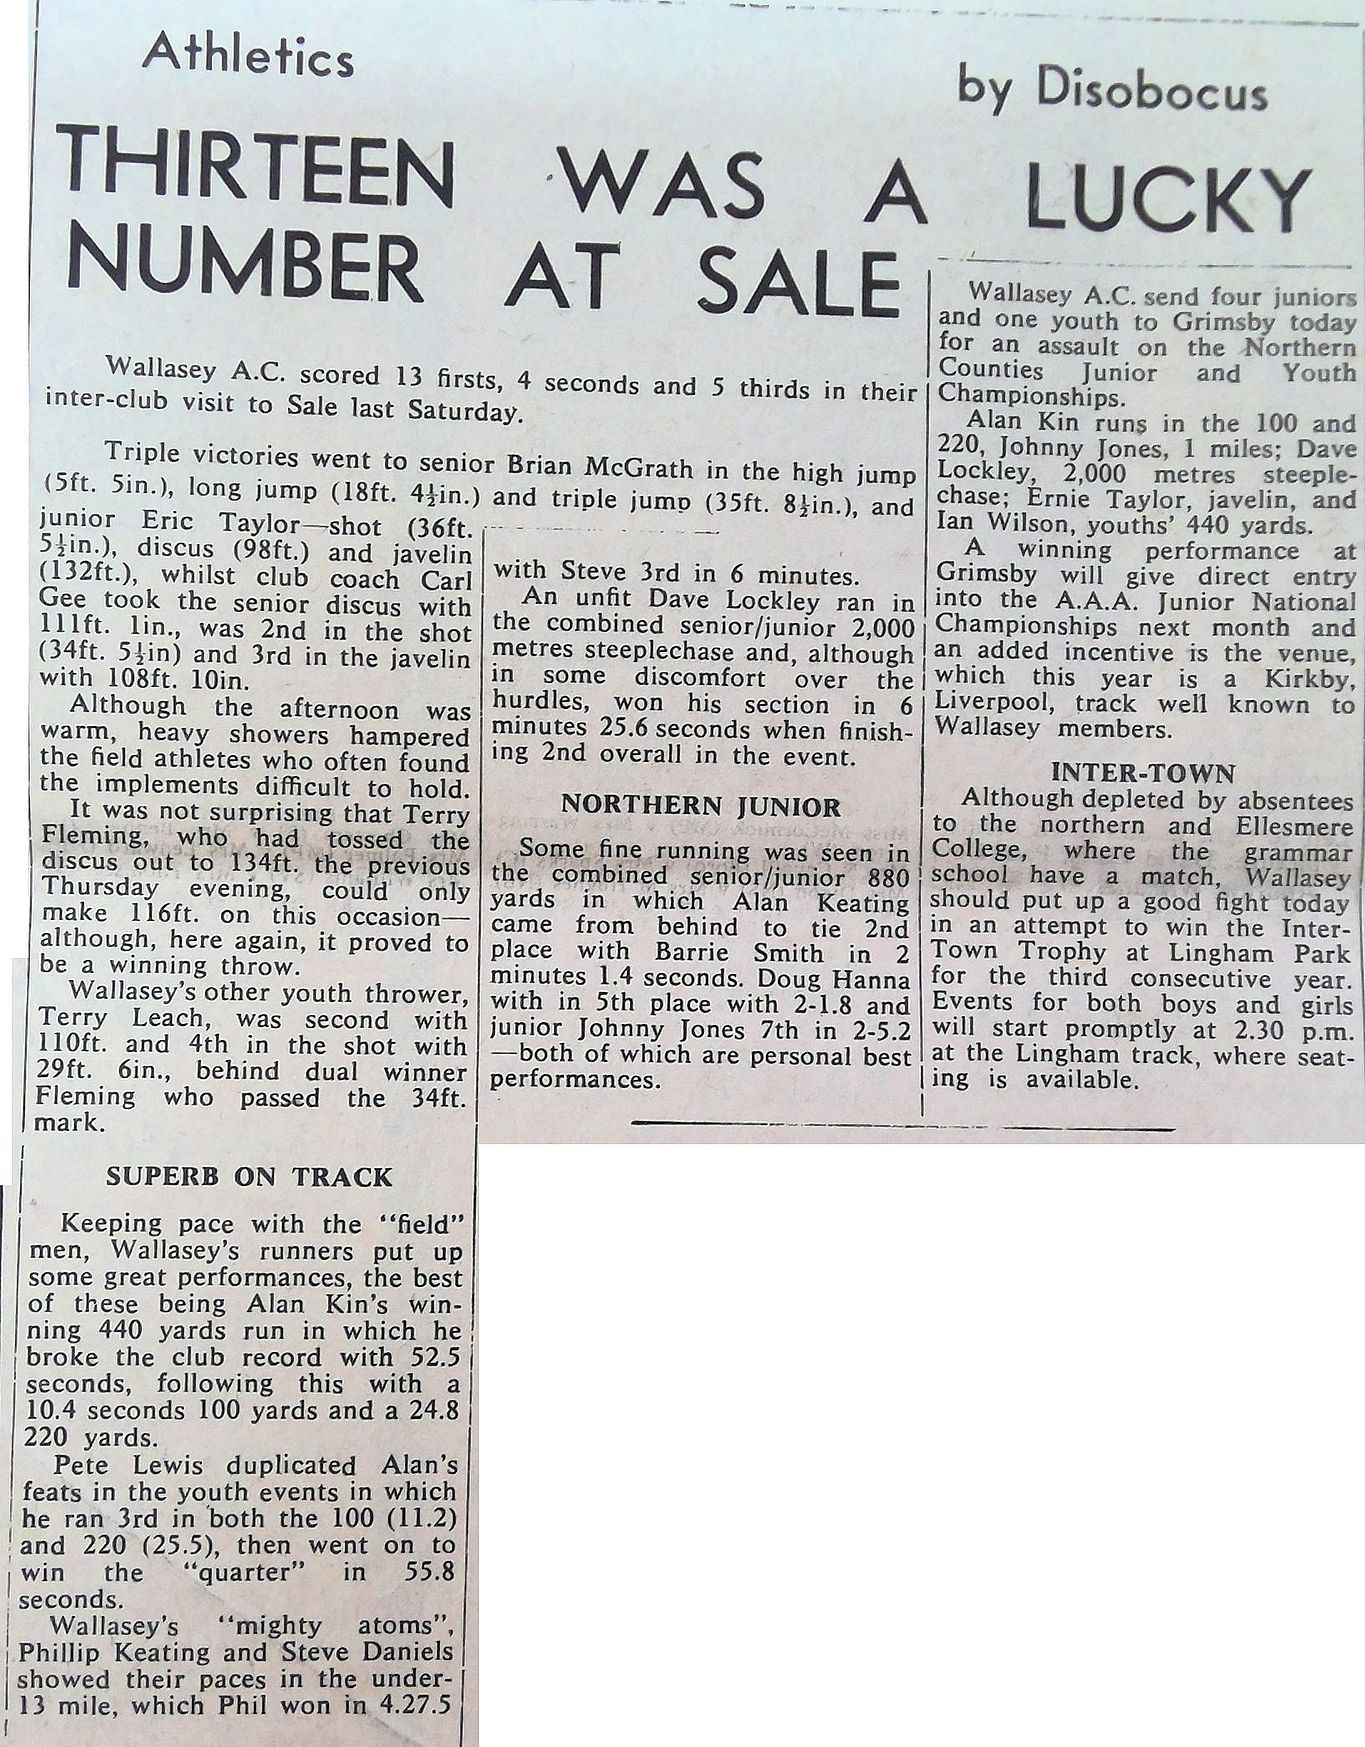 Athletics
by Disobocus
THIRTEEN WAS A LUCKY
NUMBER AT SALE
Wallasey A.C. scored 13 firsts, 4 seconds and 5 thirds in their
inter-club visit to Sale last Saturday.
Triple victories went to senior Brian McGrath in the high jump
(5ft. 5in.), long jump (18ft. 4½in.) and triple jump (35ft. 8½in.), and
junior Eric Taylor—shot (36ft.
5½in.), discus (98ft.) and javelin
(132ft.), whilst club coach Carl
Gee took the senior discus with
111ft. 1in., was 2nd in the shot
(34ft. 5½in) and 3rd in the javelin
with 108ft. 10in.
Although the afternoon was
warm, heavy showers hampered
the field athletes who often found
the implements difficult to hold.
It was not surprising that Terry
Fleming, who had tossed the
discus out to 134ft. the previous
Thursday evening, could only
make 116ft. on this occasion—
although, here again, it proved to
be a winning throw.
Wallasey's other youth thrower,
Terry Leach, was second with
110ft. and 4th in the shot with
29ft. 6in., behind dual winner
Fleming who passed the 34ft.
mark.
SUPERB ON TRACK
Keeping pace with the "field"
men, Wallasey's runners put up
some great performances, the best
of these being Alan Kin's win-
ning 440 yards run in which he
broke the club record with 52.5
seconds, following this with a
10.4 seconds 100 yards and a 24.8
220 yards.
Pete Lewis duplicated Alan's
feats in the youth events in which
he ran 3rd in both the 100 (11.2)
and 220 (25.5), then went on to
win the "quarter" in 55.8
seconds.
Wallasey's "mighty atoms",
Phillip Keating and Steve Daniels
showed their paces in the under-
13 mile, which Phil won in 4.27.5
with Steve 3rd in 6 minutes.
An unfit Dave Lockley ran in
the combined senior/junior 2,000
metres steeplechase and, although
in some discomfort over the
hurdles, won his section in 6
minutes 25.6 seconds when finish-
ing 2nd overall in the event.
NORTHERN JUNIOR
Some fine running was seen in
the combined senior/junior 880
yards in which Alan Keating
came from behind to tie 2nd
place with Barrie Smith in 2
minutes 1.4 seconds. Doug Hanna
with in 5th place with 2-1.8 and
junior Johnny Jones 7th in 2-5.2
—both of which are personal best
performances.
Wallasey A.C. send four juniors
and one youth to Grimsby today
for an assault on the Northern
Counties Junior and Youth
Championships.
Alan Kin runs in the 100 and
220, Johnny Jones, 1 miles; Dave
Lockley, 2,000 metres steeple-
chase; Ernie Taylor, javelin, and
Ian Wilson, youths' 440 yards.
A winning performance at
Grimsby will give direct entry
into the A.A.A. Junior National
Championships next month and
an added incentive is the venue,
which this year is a Kirkby,
Liverpool, track well known to
Wallasey members.
INTER-TOWN
Although depleted by absentees
to the northern and Ellesmere
College, where the grammar
school have a match, Wallasey
should put up a good fight today
in an attempt to win the Inter-
Town Trophy at Lingham Park
for the third consecutive year.
Events for both boys and girls
will start promptly at 2.30 p.m.
at the Lingham track, where seat-
ing is available.